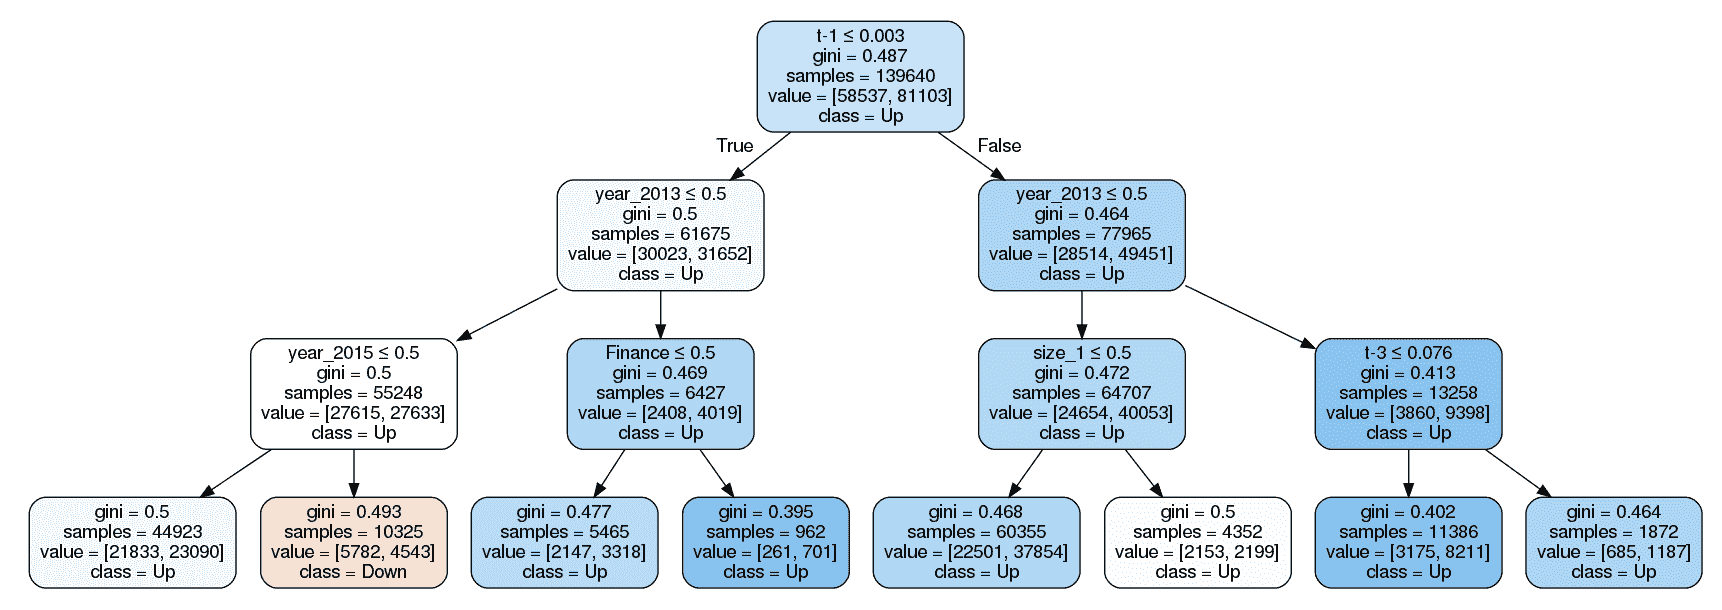 t-1 ≤ 0.003
gini = 0.487
samples = 139640
value = [58537, 81103]
class = Up
True
False
year_2013 ≤ 0.5
gini = 0.5
samples = 61675
value = [30023, 31652]
class = Up
year_2013 ≤ 0.5
gini = 0.464
samples = 77965
value = [28514, 49451]
class = Up
year_2015 ≤ 0.5
gini = 0.5
samples = 55248
value = [27615, 27633]
class = Up
Finance ≤ 0.5
gini = 0.469
samples = 6427
value = [2408, 4019]
class = Up
size_1 ≤ 0.5
gini = 0.472
samples = 64707
value = [24654, 40053]
class = Up
t-3 ≤ 0.076
gini = 0.413
samples = 13258
value = [3860, 9398]
class = Up
gini = 0.5
samples = 44923
value = [21833, 23090]
class = Up
gini = 0.493
samples = 10325
value = [5782, 4543]
class = Down
gini = 0.477
samples = 5465
value = [2147, 3318]
class = Up
gini = 0.395
samples = 962
value = [261, 701]
class = Up
gini = 0.468
samples = 60355
value = [22501, 37854]
class = Up
gini = 0.5
samples = 4352
value = [2153, 2199]
class = Up
gini = 0.402
samples = 11386
value = [3175, 8211]
class = Up
gini = 0.464
samples = 1872
value = [685, 1187]
class = Up